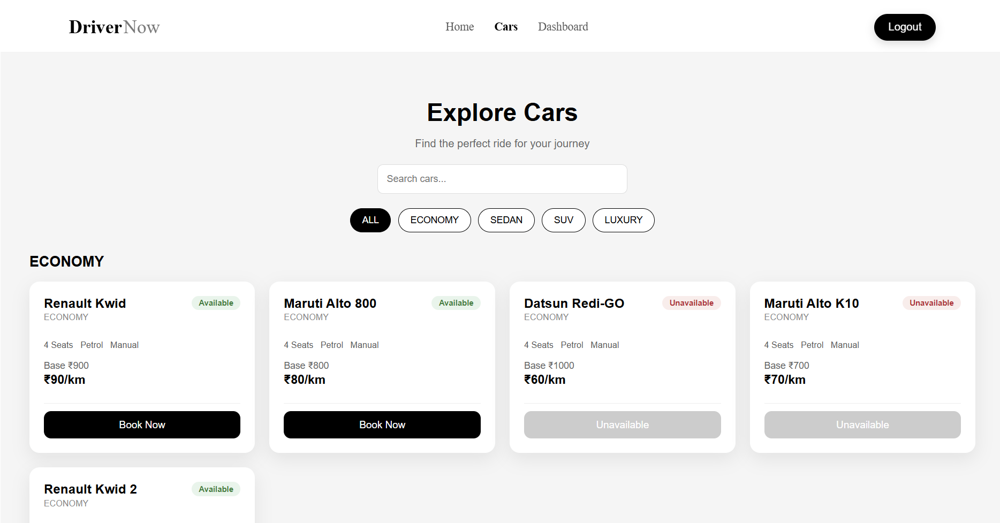 DriverNow
Home Cars Dashboard
Logout
Explore Cars
Find the perfect ride for your journey
Search cars...
ALL ECONOMY SEDAN SUV LUXURY
ECONOMY
Renault Kwid Available
ECONOMY
4 Seats Petrol Manual
Base ₹900
₹90/km
Book Now
Maruti Alto 800 Available
ECONOMY
4 Seats Petrol Manual
Base ₹800
₹80/km
Book Now
Datsun Redi-GO Unavailable
ECONOMY
4 Seats Petrol Manual
Base ₹1000
₹60/km
Unavailable
Maruti Alto K10 Unavailable
ECONOMY
4 Seats Petrol Manual
Base ₹700
₹70/km
Unavailable
Renault Kwid 2 Available
ECONOMY